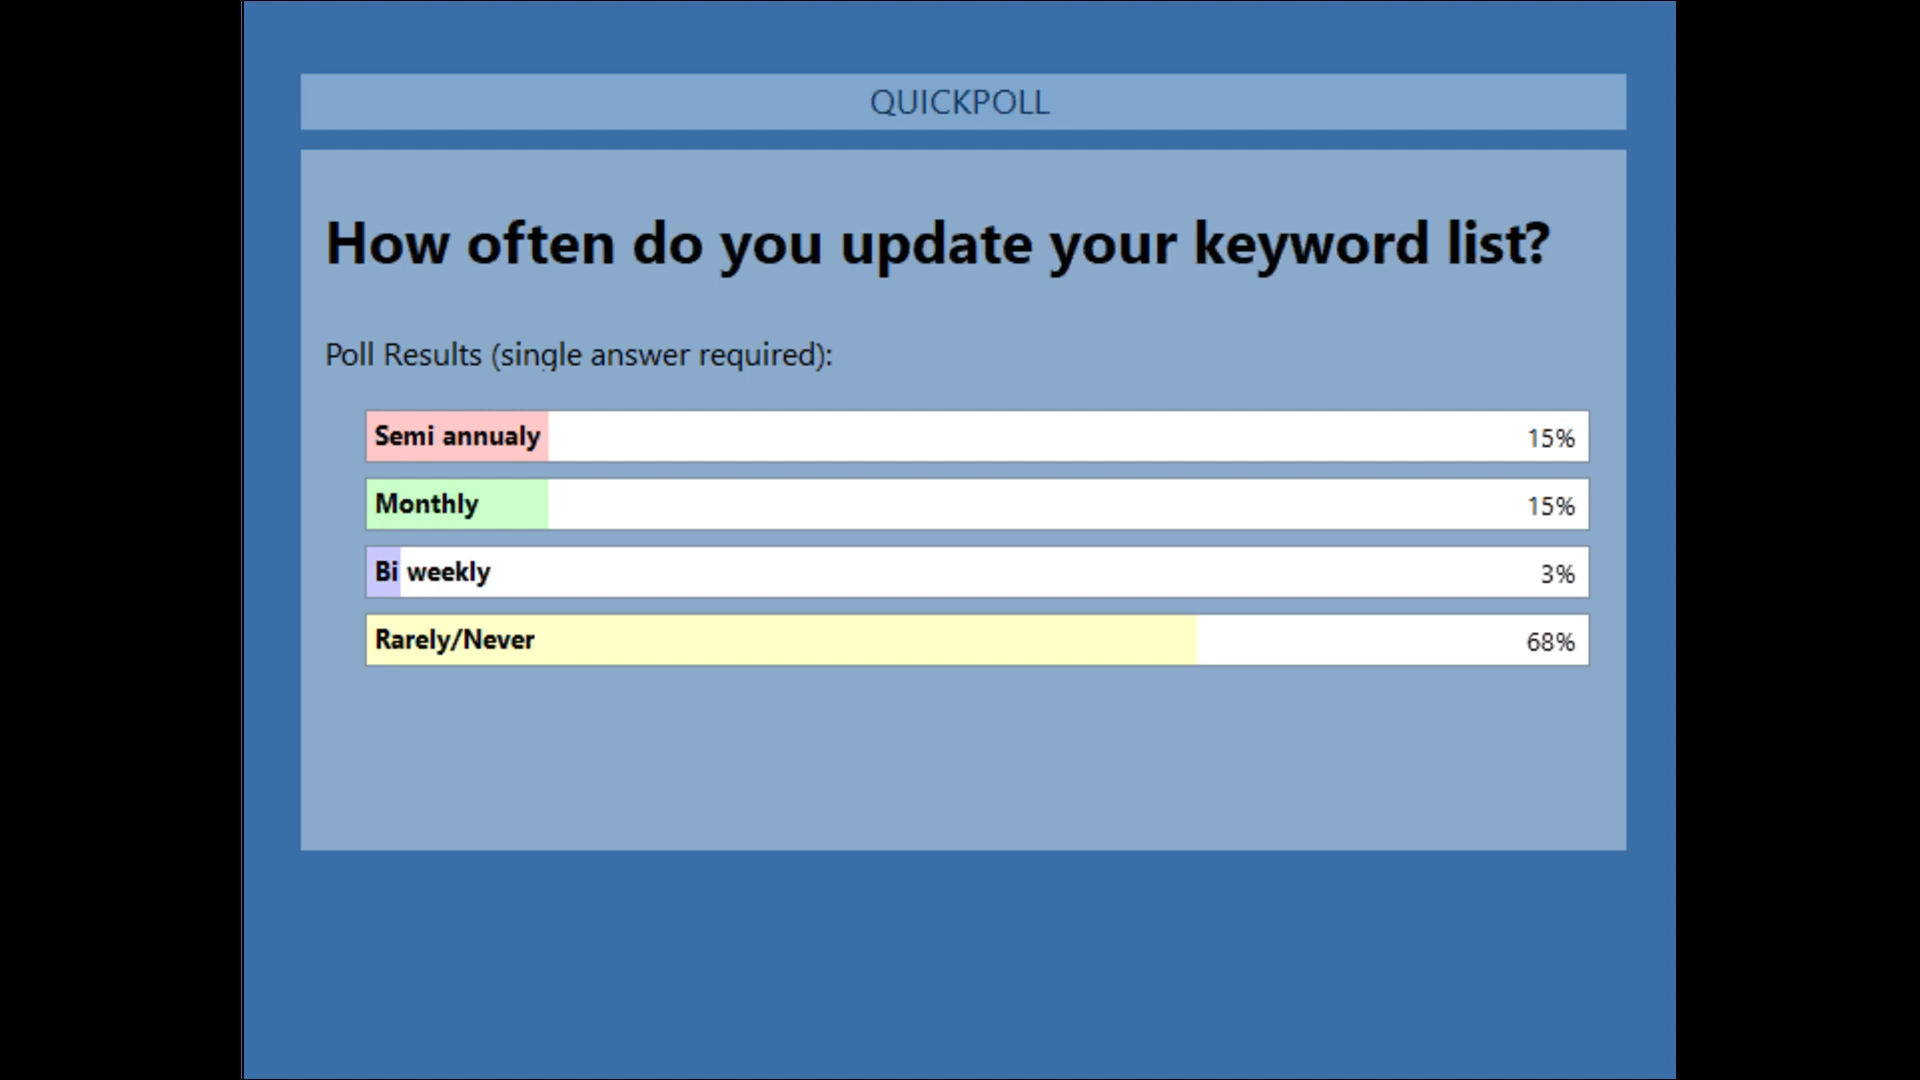 QUICKPOLL
How often do you update your keyword list?
Poll Results (single answer required):
Semi annualy 15%
Monthly 15%
Bi weekly 3%
Rarely/Never 68%